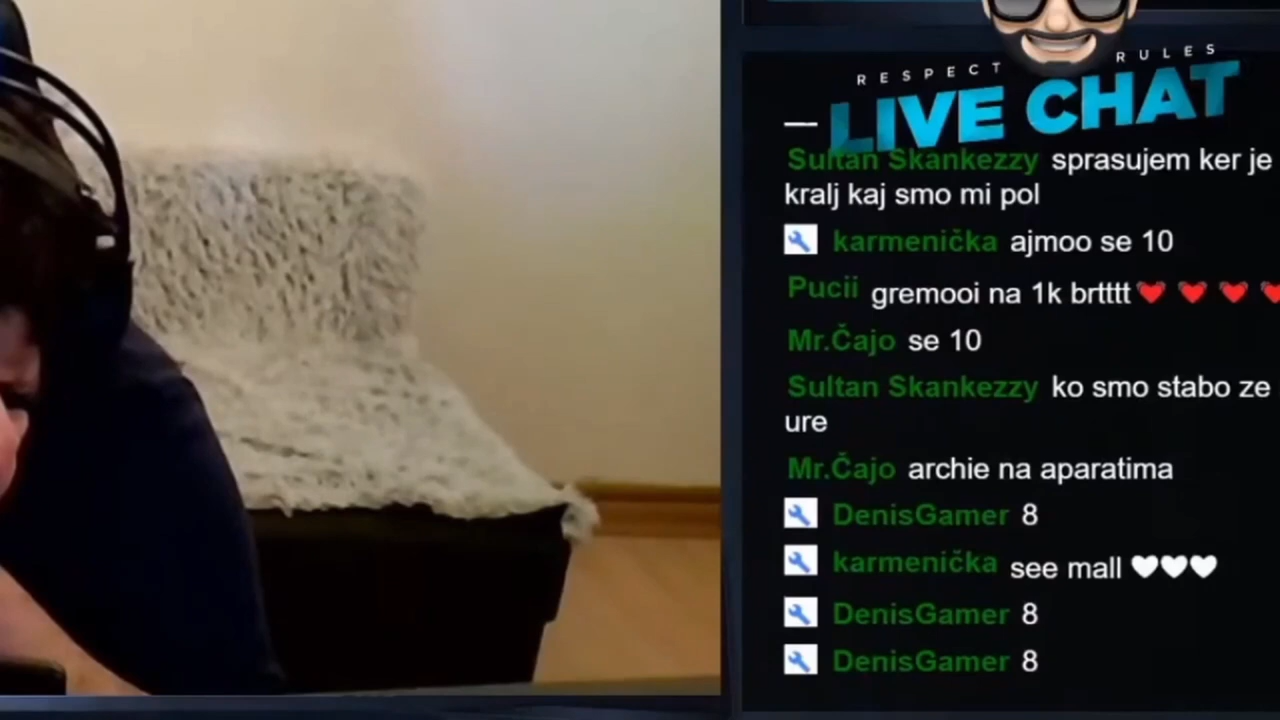 RESPECT RULES
LIVE CHAT
Sultan Skankezzy sprasujem ker je
kralj kaj smo mi pol
karmenička ajmoo se 10
Pucii gremooi na 1k brtttt❤️ ❤️ ❤️ ❤️
Mr.Čajo se 10
Sultan Skankezzy ko smo stabo ze
ure
Mr.Čajo archie na aparatima
DenisGamer 8
karmenička see mall 🤍🤍🤍
DenisGamer 8
DenisGamer 8